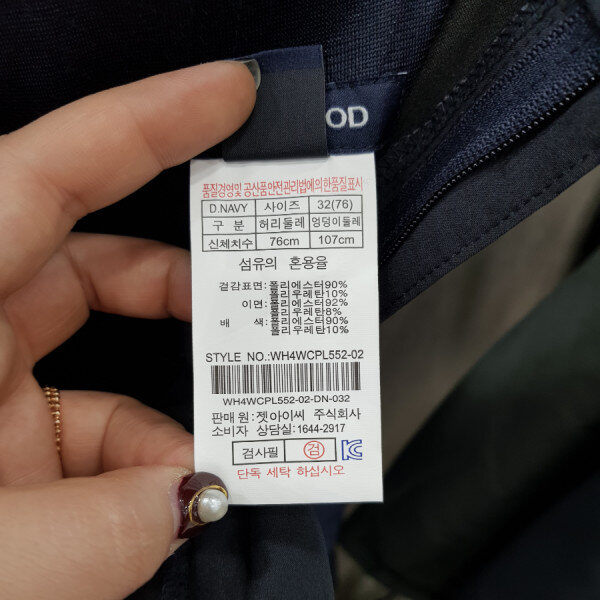 OD
품질경영및 공산품안전관리법에의한품질표시
D.NAVY 사이즈 32(76)
구 분 허리둘레 엉덩이둘레
신체치수 76cm 107cm
섬유의 혼용율
겉감표면: 폴리에스터90%
폴리우레탄10%
이면: 폴리에스터92%
폴리우레탄8%
배 색: 폴리에스터90%
폴리우레탄10%
STYLE NO.:WH4WCPL552-02
WH4WCPL552-02-DN-032
판매원: 젯아이씨 주식회사
소비자 상담실: 1644-2917
검사필 검
단독 세탁 하십시오